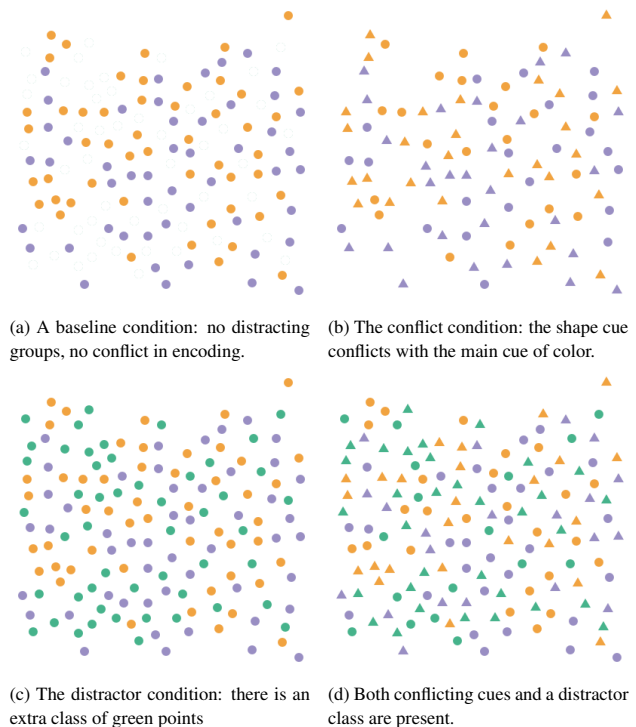 (a) A baseline condition: no distracting
groups, no conflict in encoding.
(b) The conflict condition: the shape cue
conflicts with the main cue of color.
(c) The distractor condition: there is an
extra class of green points
(d) Both conflicting cues and a distractor
class are present.